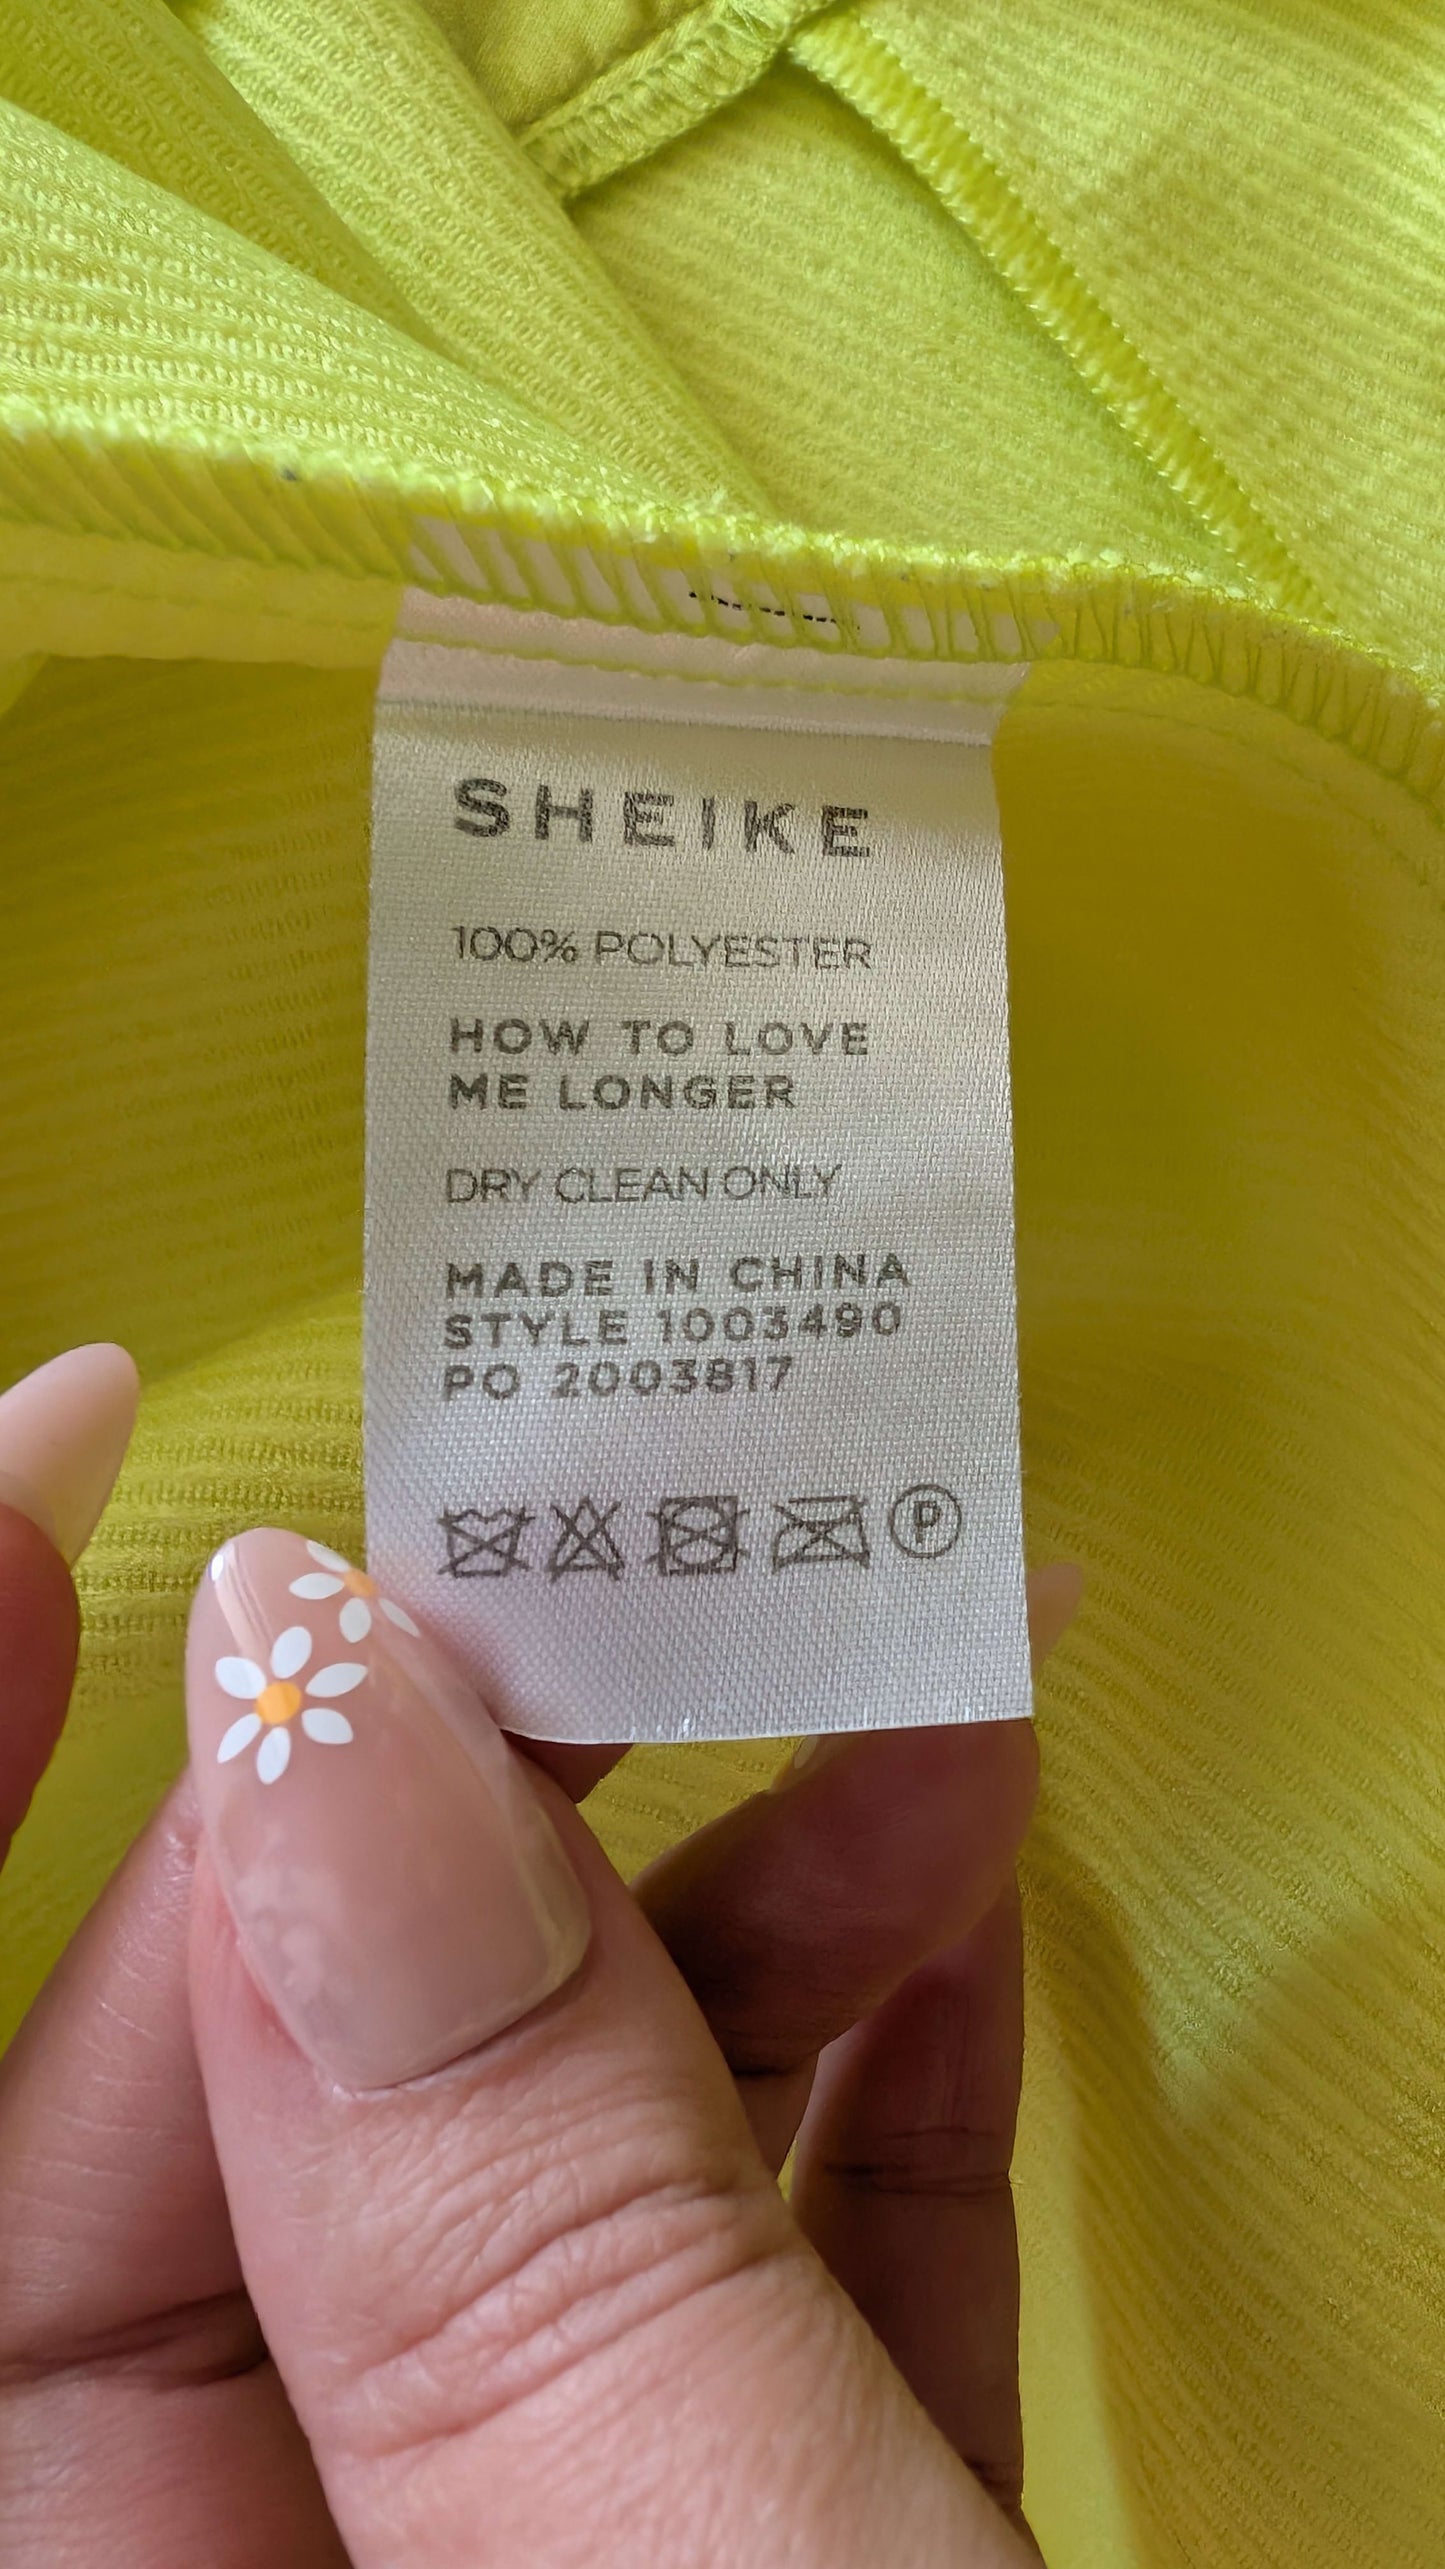 SHEIKE
100% POLYESTER
HOW TO LOVE
ME LONGER
DRY CLEAN ONLY
MADE IN CHINA
STYLE 1003490
PO 2003817
P